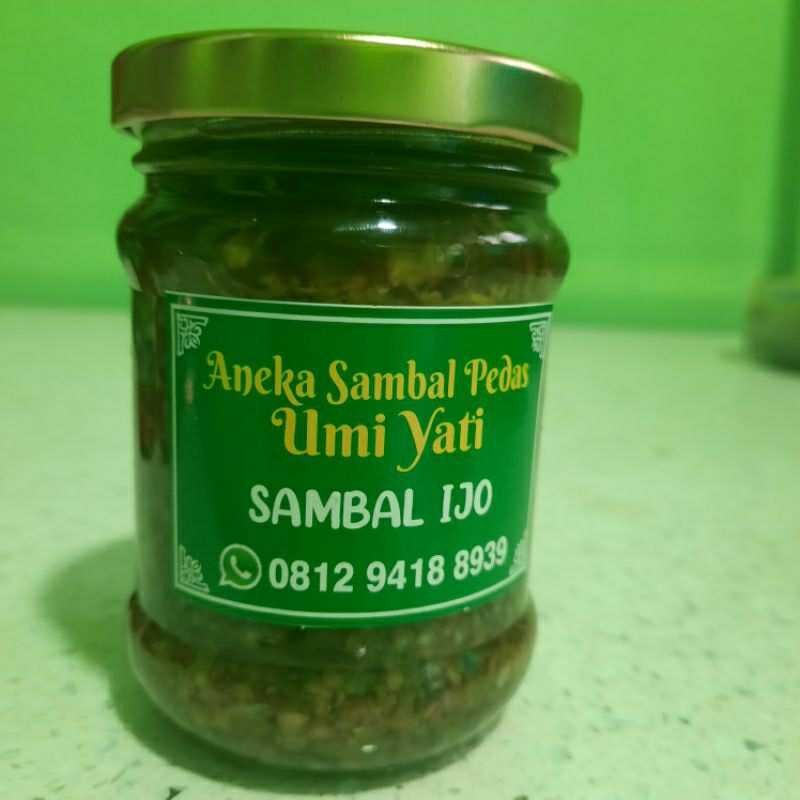 Aneka Sambal Pedas
Umi Yati
SAMBAL IJO
0812 9418 8939